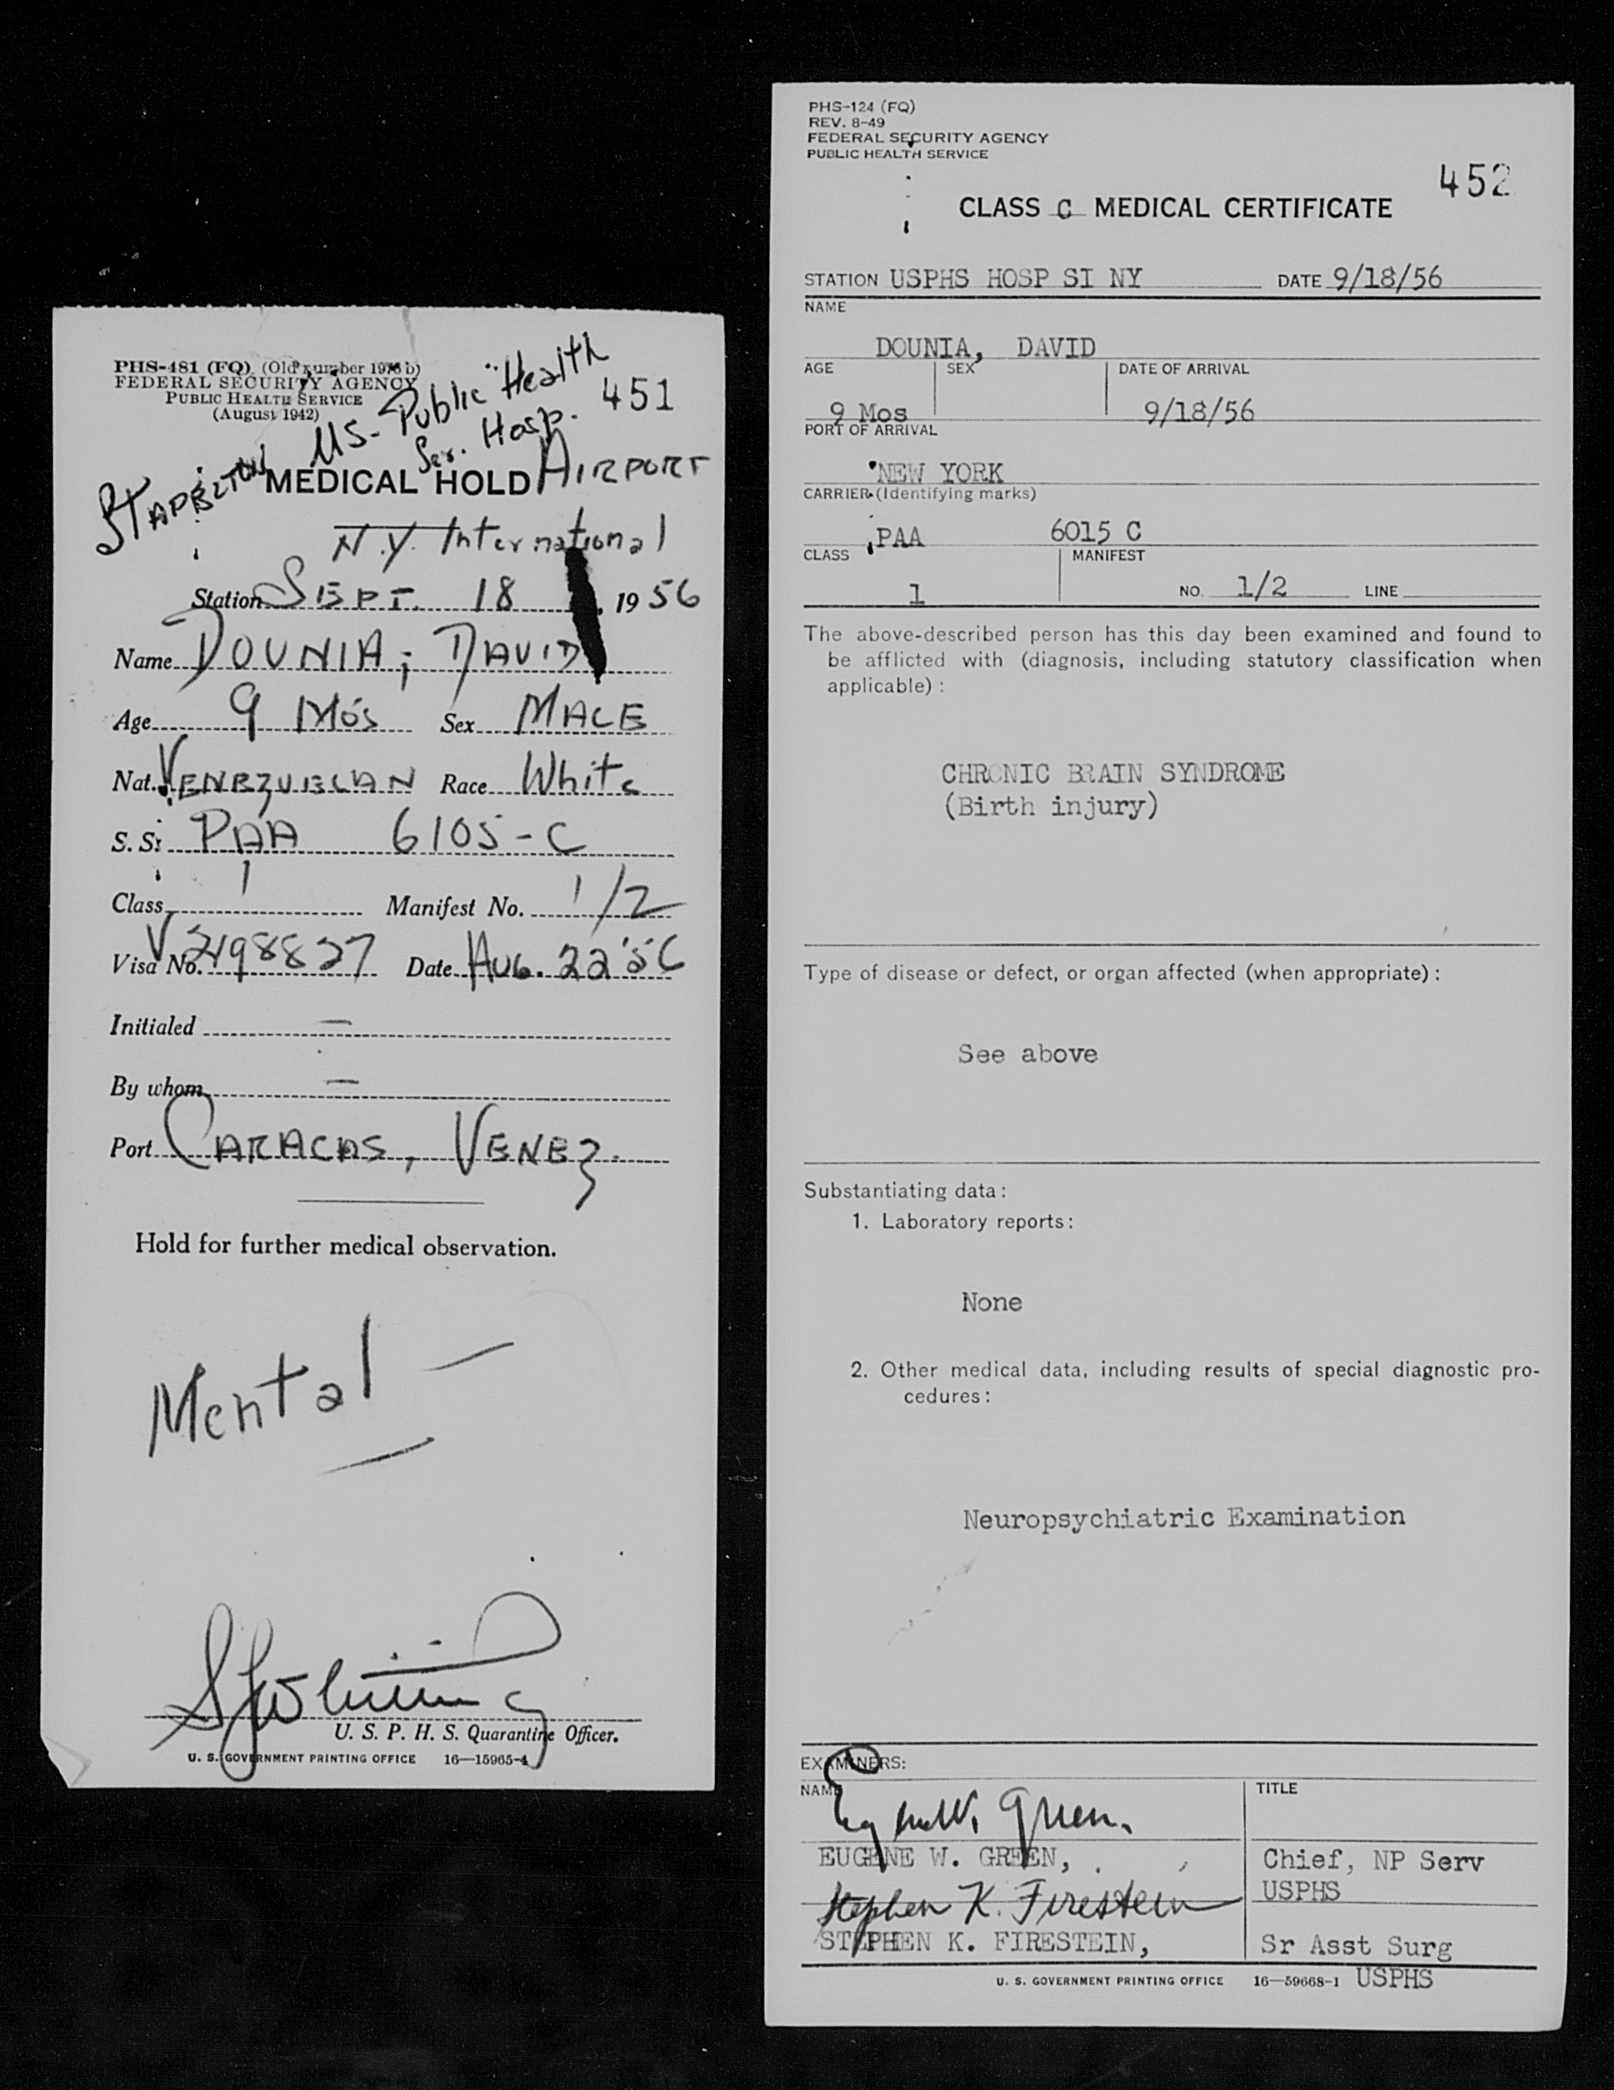 PHS-481 (FQ) (Old number 1976 b)
FEDERAL SECURITY AGENCY
PUBLIC HEALTH SERVICE
(August 1942)
451
STAPELTON US- Public Health
Ser. Hosp.
MEDICAL HOLD AIRPORT
N.Y. International
Station SEPT. 18, 1956
Name DOUNIA, DAVID
Age 9 Mos Sex MALE
Nat. VENEZUELAN Race White
S. S. PAA 6105-C
Class 1 Manifest No. 1/2
Visa No. Date AUG. 22 '56
Initialed —
By whom —
Port CARACAS, VENEZ.
Hold for further medical observation.
Mental —
U. S. P. H. S. Quarantine Officer.
U. S. GOVERNMENT PRINTING OFFICE 16—15965-4
PHS-124 (FQ)
REV. 8-49
FEDERAL SECURITY AGENCY
PUBLIC HEALTH SERVICE
452
CLASS C MEDICAL CERTIFICATE
STATION USPHS HOSP SI NY DATE 9/18/56
NAME
DOUNIA, DAVID
AGE SEX DATE OF ARRIVAL
9 Mos 9/18/56
PORT OF ARRIVAL
NEW YORK
CARRIER (Identifying marks)
PAA 6015 C
CLASS MANIFEST
1 NO. 1/2 LINE
The above-described person has this day been examined and found to
be afflicted with (diagnosis, including statutory classification when
applicable) :
CHRONIC BRAIN SYNDROME
(Birth injury)
Type of disease or defect, or organ affected (when appropriate) :
See above
Substantiating data :
1. Laboratory reports :
None
2. Other medical data, including results of special diagnostic pro-
cedures :
Neuropsychiatric Examination
EXAMINERS:
NAME TITLE
Eugene W. Green.
EUGENE W. GREEN, Chief, NP Serv
USPHS
Stephen K. Firestein
STEPHEN K. FIRESTEIN, Sr Asst Surg
U. S. GOVERNMENT PRINTING OFFICE 16—59668-1 USPHS